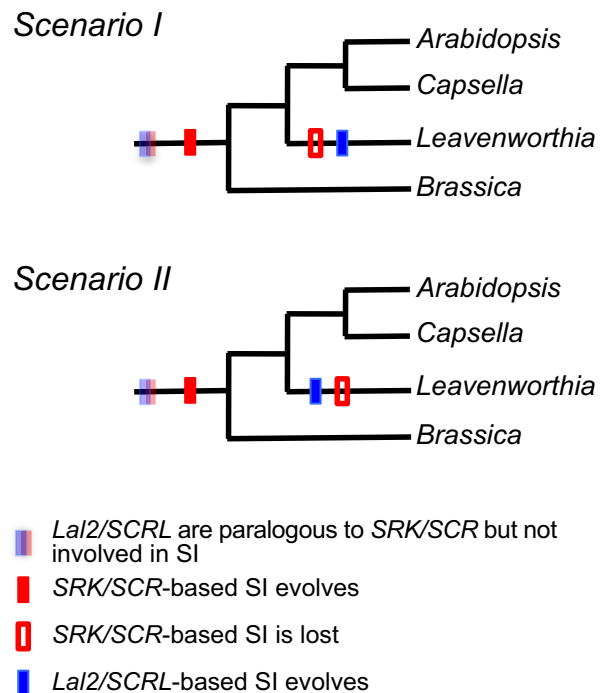 Scenario I
Arabidopsis
Capsella
Leavenworthia
Brassica
Scenario II
Arabidopsis
Capsella
Leavenworthia
Brassica
Lal2/SCRL are paralogous to SRK/SCR but not
involved in SI
SRK/SCR-based SI evolves
SRK/SCR-based SI is lost
Lal2/SCRL-based SI evolves